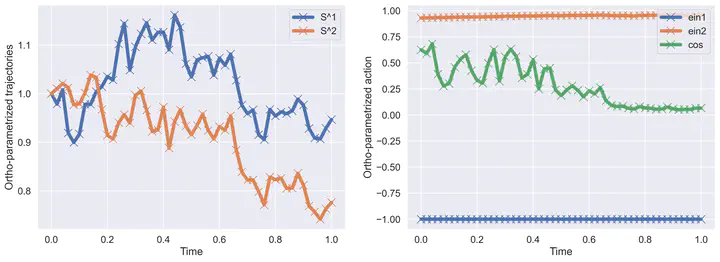 S^1
S^2
1.1
1.0
0.9
0.8
Ortho-parametrized trajectories
0.0 0.2 0.4 0.6 0.8 1.0
Time
ein1
ein2
cos
1.00
0.75
0.50
0.25
0.00
−0.25
−0.50
−0.75
−1.00
Ortho-parametrized action
0.0 0.2 0.4 0.6 0.8 1.0
Time